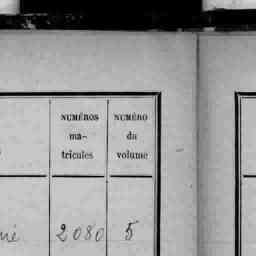 NUMÉROS NUMÉRO
ma- du
tricules volume
2080 5